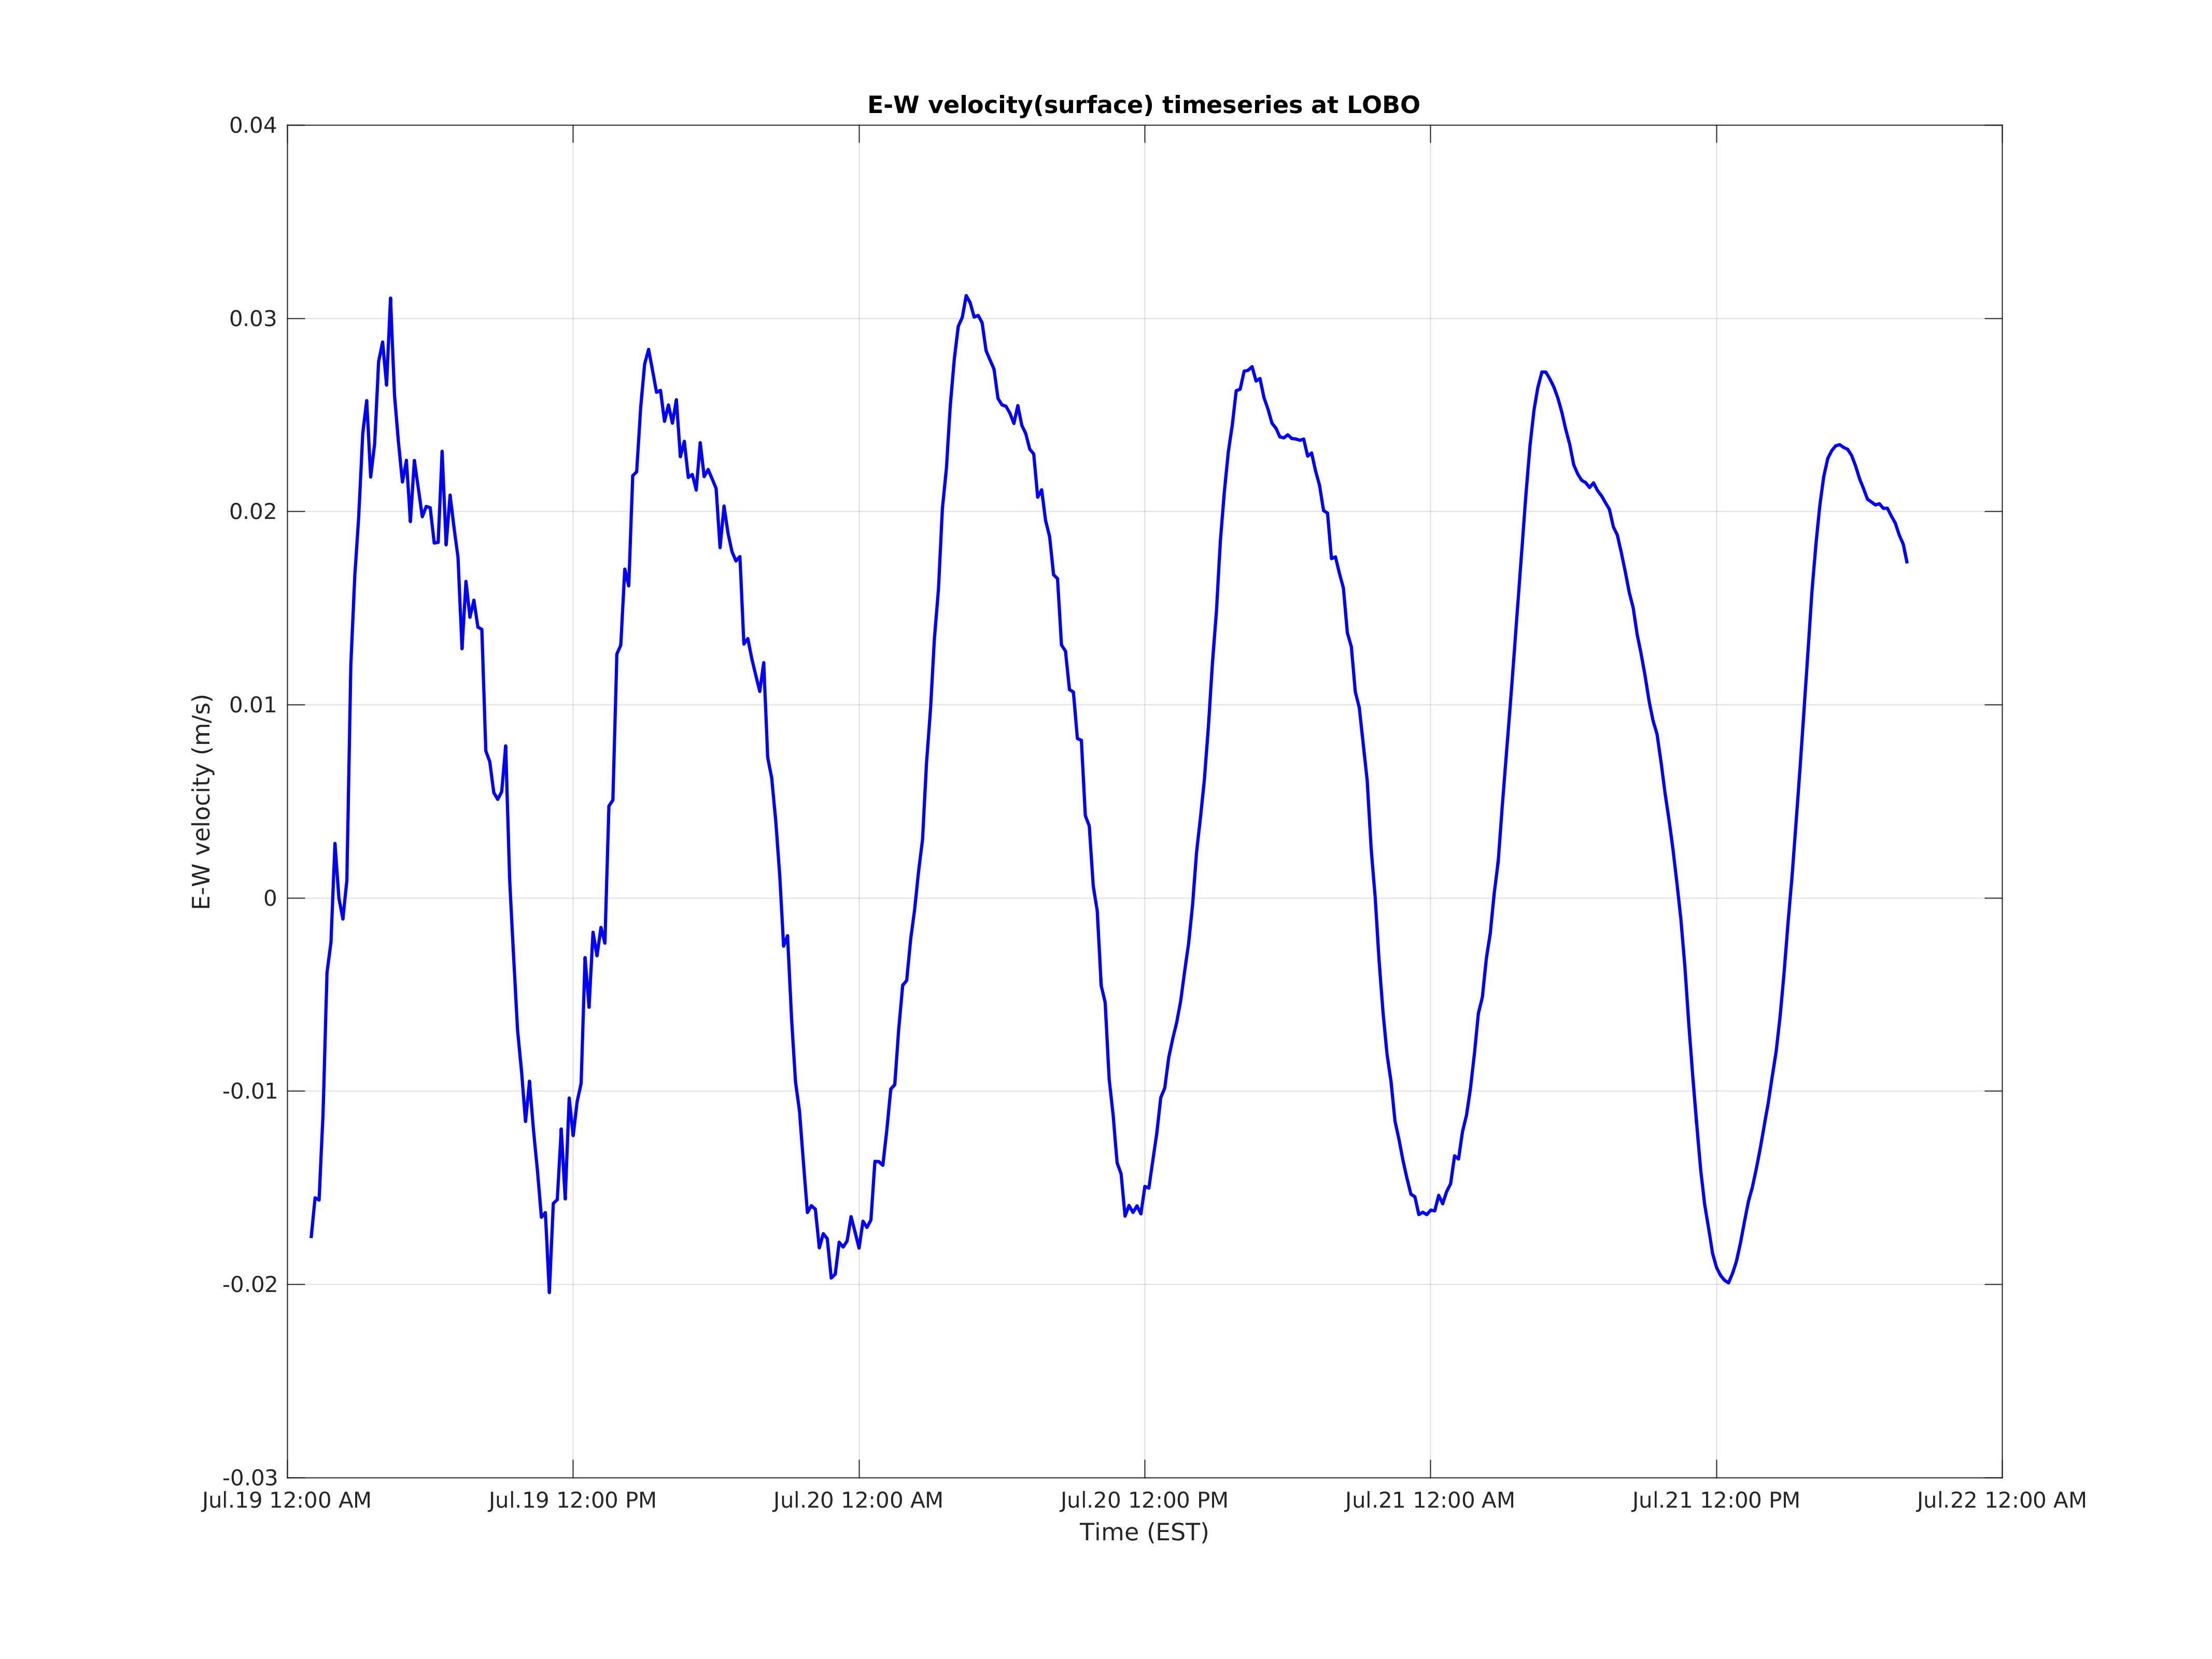 E-W velocity(surface) timeseries at LOBO
0.04
0.03
0.02
0.01
0
-0.01
-0.02
-0.03
E-W velocity (m/s)
Jul.19 12:00 AM Jul.19 12:00 PM Jul.20 12:00 AM Jul.20 12:00 PM Jul.21 12:00 AM Jul.21 12:00 PM Jul.22 12:00 AM
Time (EST)